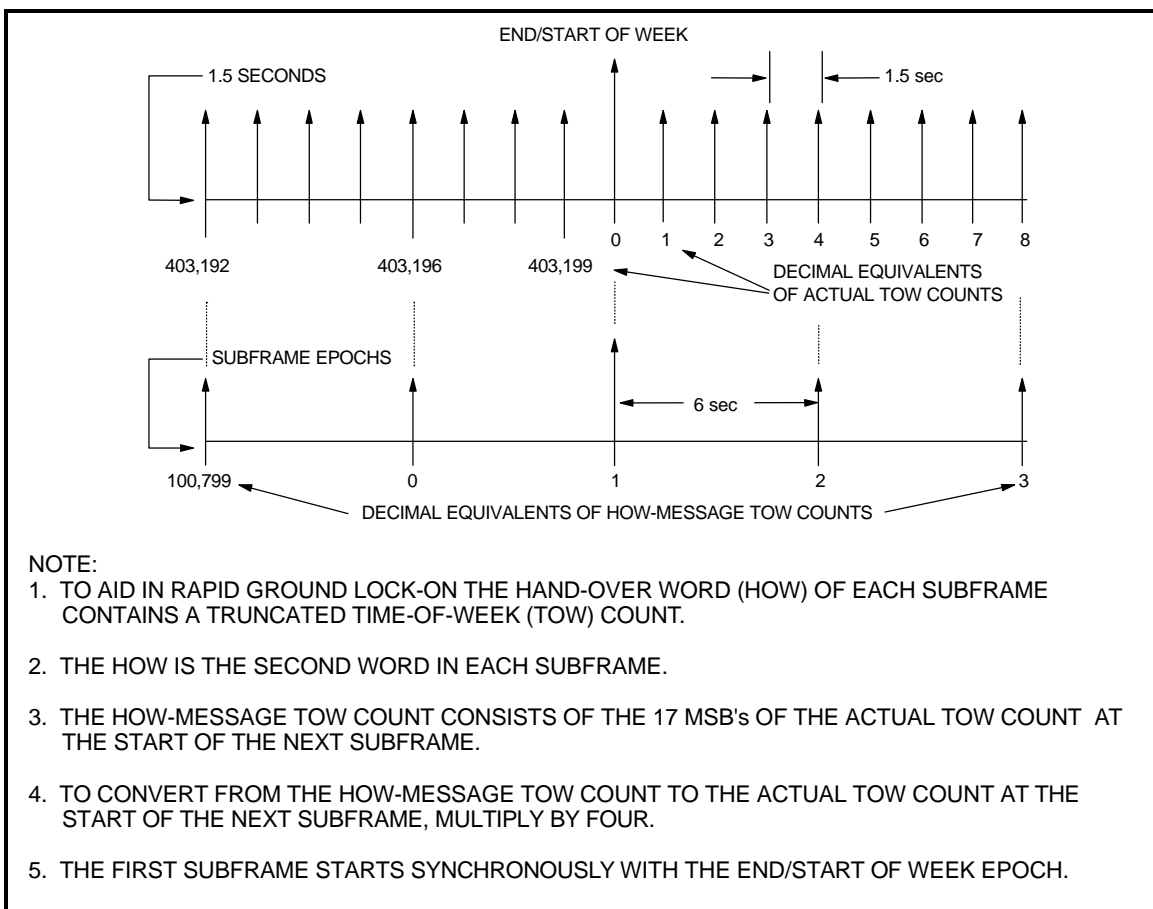 END/START OF WEEK
1.5 SECONDS
1.5 sec
0 1 2 3 4 5 6 7 8
403,192 403,196 403,199
DECIMAL EQUIVALENTS
OF ACTUAL TOW COUNTS
SUBFRAME EPOCHS
6 sec
100,799 0 1 2 3
DECIMAL EQUIVALENTS OF HOW-MESSAGE TOW COUNTS
NOTE:
1. TO AID IN RAPID GROUND LOCK-ON THE HAND-OVER WORD (HOW) OF EACH SUBFRAME
CONTAINS A TRUNCATED TIME-OF-WEEK (TOW) COUNT.
2. THE HOW IS THE SECOND WORD IN EACH SUBFRAME.
3. THE HOW-MESSAGE TOW COUNT CONSISTS OF THE 17 MSB's OF THE ACTUAL TOW COUNT AT
THE START OF THE NEXT SUBFRAME.
4. TO CONVERT FROM THE HOW-MESSAGE TOW COUNT TO THE ACTUAL TOW COUNT AT THE
START OF THE NEXT SUBFRAME, MULTIPLY BY FOUR.
5. THE FIRST SUBFRAME STARTS SYNCHRONOUSLY WITH THE END/START OF WEEK EPOCH.